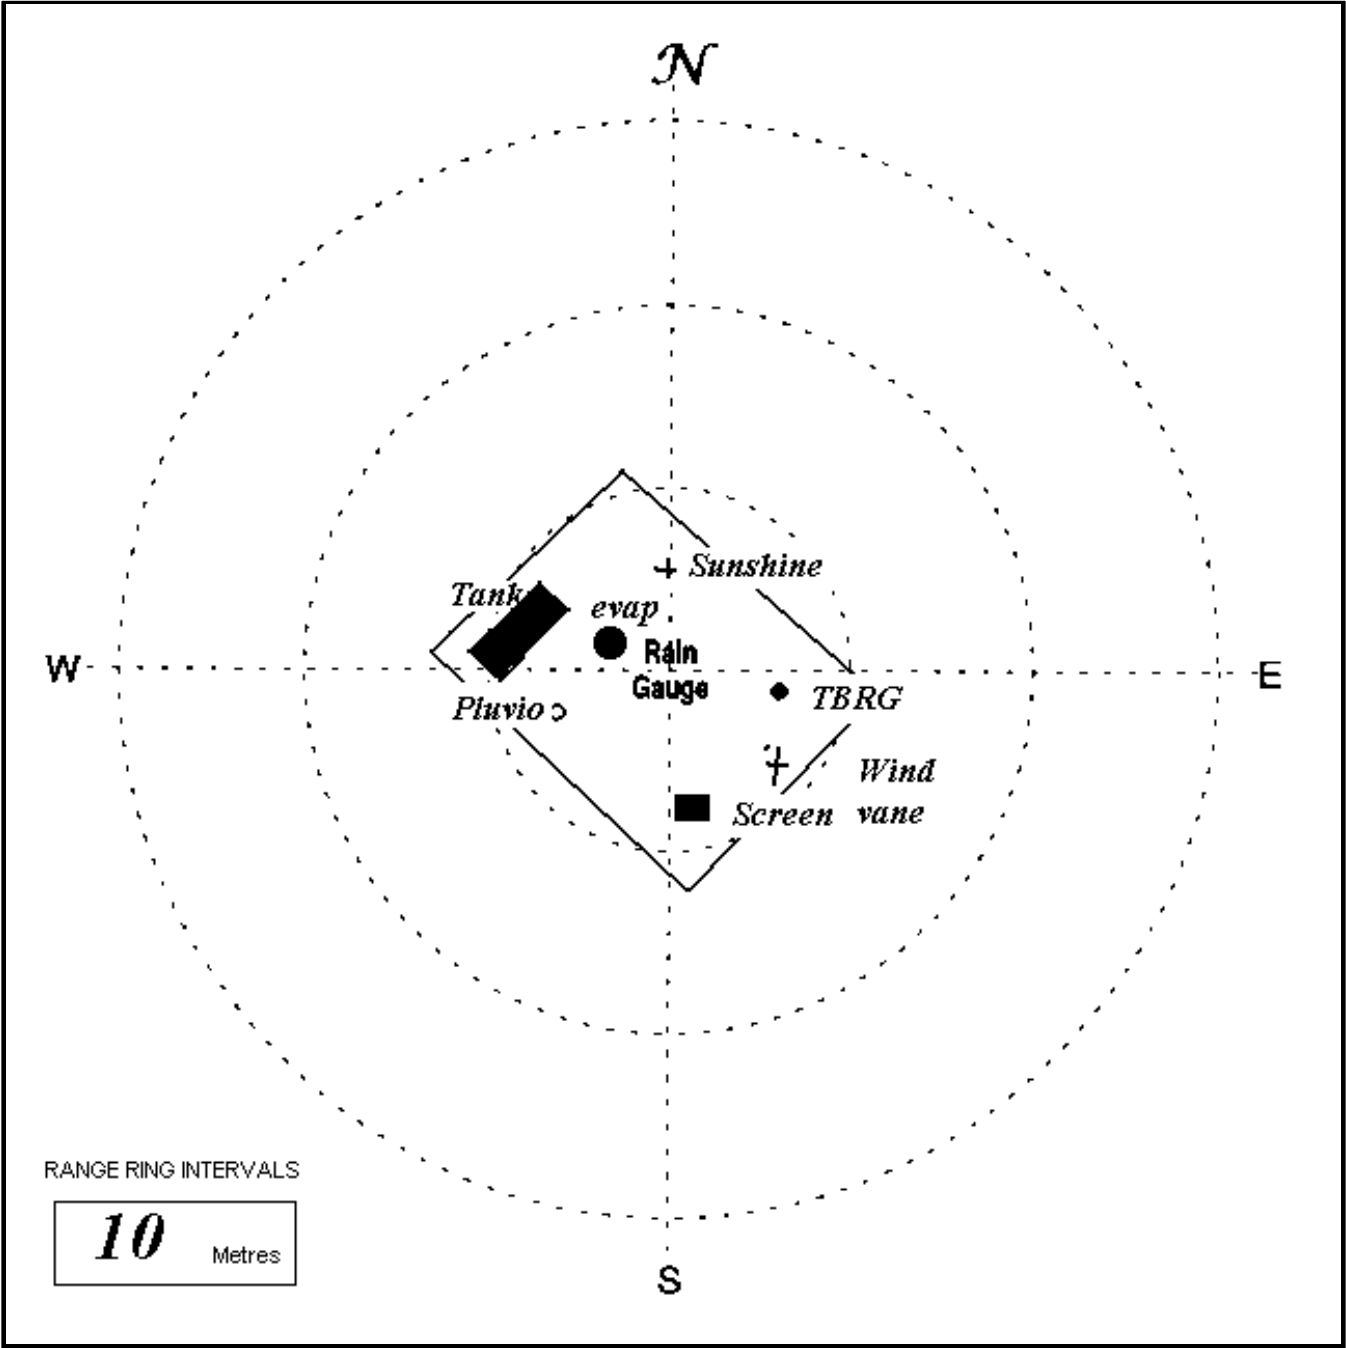 N
Sunshine
Tank
evap
Rain
Gauge
W
E
Pluvio
TBRG
Wind
vane
Screen
RANGE RING INTERVALS
10 Metres
S